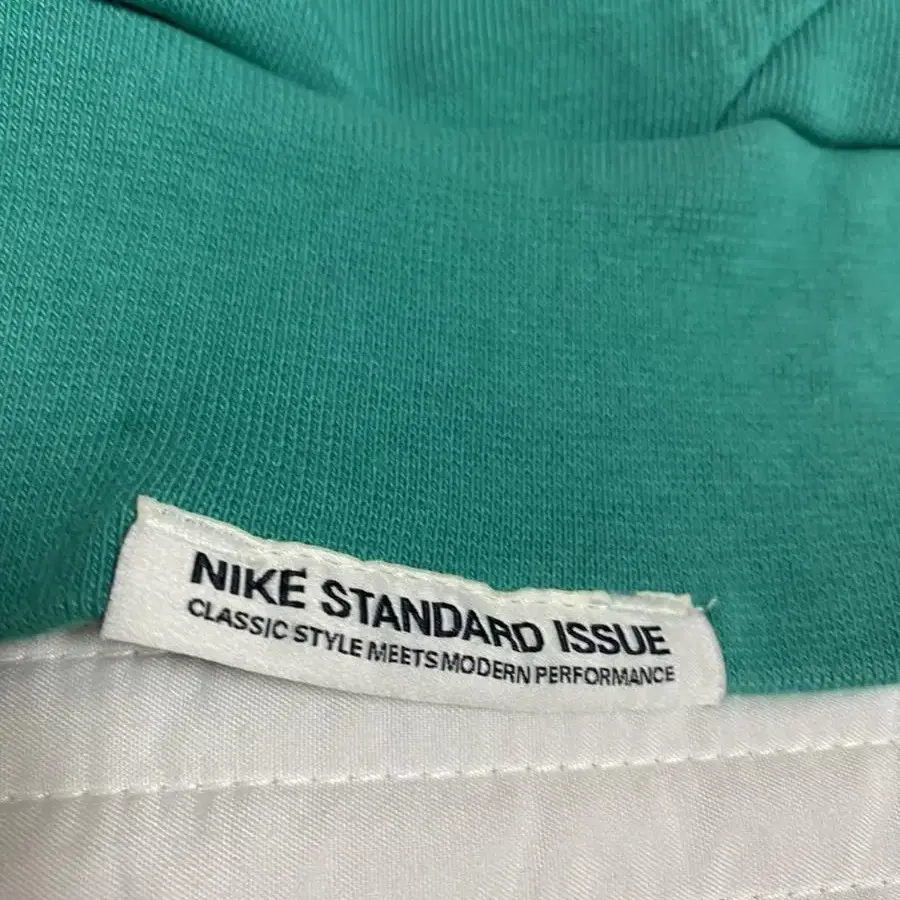 NIKE STANDARD ISSUE
CLASSIC STYLE MEETS MODERN PERFORMANCE